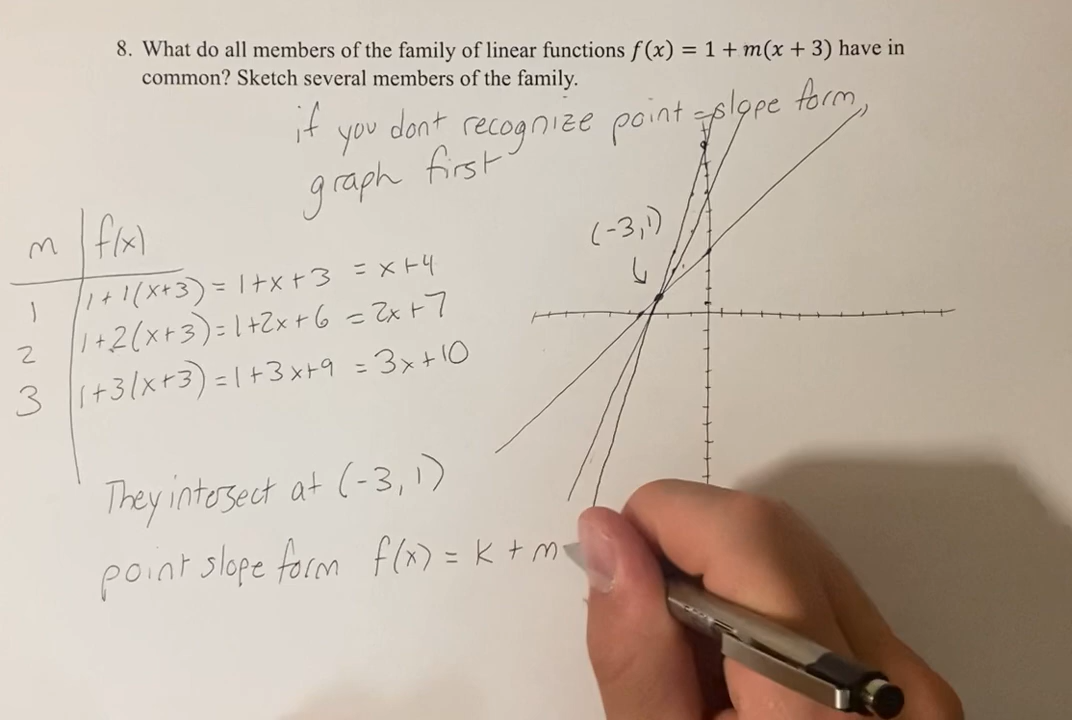 8. What do all members of the family of linear functions f(x) = 1 + m(x + 3) have in
common? Sketch several members of the family.
if you dont recognize point-slope form,
graph first
(-3,1)
m f(x)
1 1+1(x+3) = 1+x+3 = x+4
2 1+2(x+3) = 1+2x+6 = 2x+7
3 1+3(x+3) = 1+3x+9 = 3x+10
They intersect at (-3,1)
point slope form f(x) = k + m